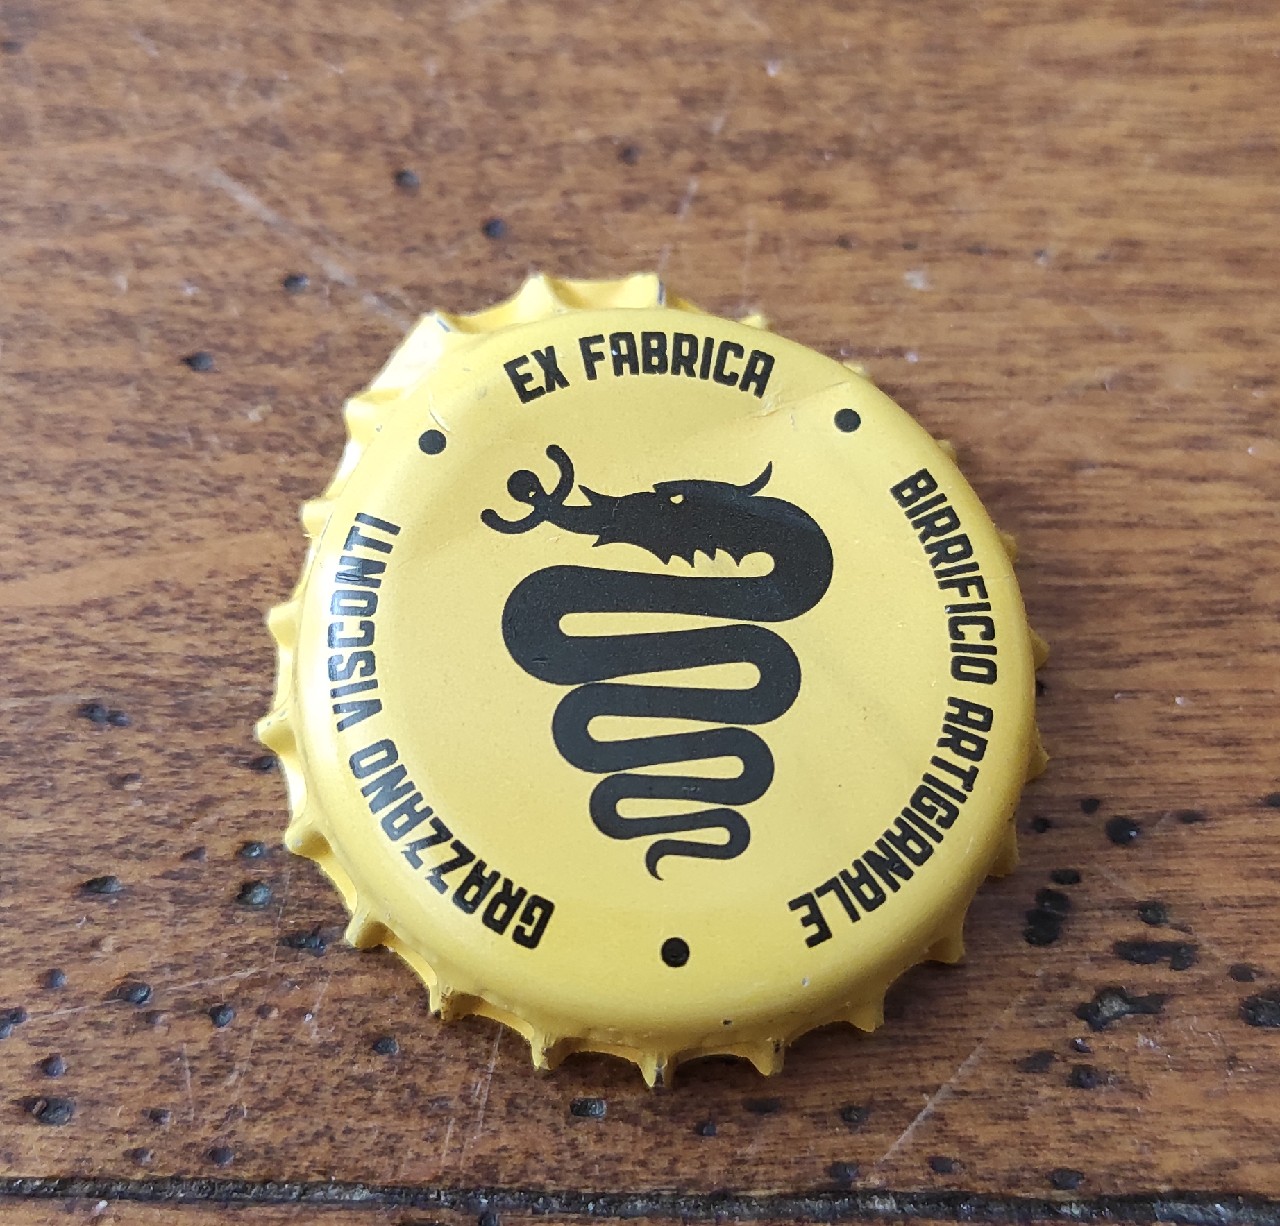 EX FABRICA
BIRRIFICIO ARTIGIANALE
GRAZZANO VISCONTI